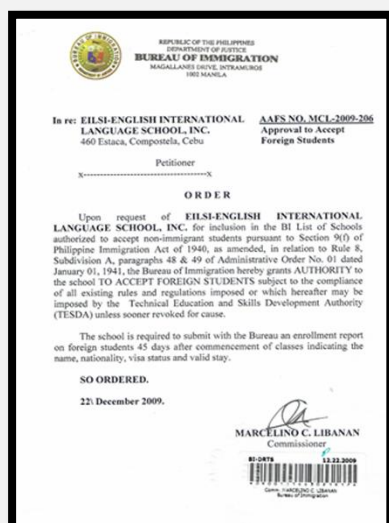 REPUBLIC OF THE PHILIPPINES
DEPARTMENT OF JUSTICE
BUREAU OF IMMIGRATION
MAGALLANES DRIVE, INTRAMUROS
1002 MANILA
In re: EILSI-ENGLISH INTERNATIONAL
LANGUAGE SCHOOL, INC.
460 Estaca, Compostela, Cebu
Petitioner
x-----------------------------------x
AAFS NO. MCL-2009-206
Approval to Accept
Foreign Students
ORDER
Upon request of EILSI-ENGLISH INTERNATIONAL
LANGUAGE SCHOOL, INC. for inclusion in the BI List of Schools
authorized to accept non-immigrant students pursuant to Section 9(f) of
Philippine Immigration Act of 1940, as amended, in relation to Rule 8,
Subdivision A, paragraphs 48 & 49 of Administrative Order No. 01 dated
January 01, 1941, the Bureau of Immigration hereby grants AUTHORITY to
the school TO ACCEPT FOREIGN STUDENTS subject to the compliance
of all existing rules and regulations imposed or which hereafter may be
imposed by the Technical Education and Skills Development Authority
(TESDA) unless sooner revoked for cause.
The school is required to submit with the Bureau an enrollment report
on foreign students 45 days after commencement of classes indicating the
name, nationality, visa status and valid stay.
SO ORDERED.
22\ December 2009.
MARCELINO C. LIBANAN
Commissioner
BI-DRTS 12.22.2009
Comm. MARCELINO C. LIBANAN
Bureau of Immigration